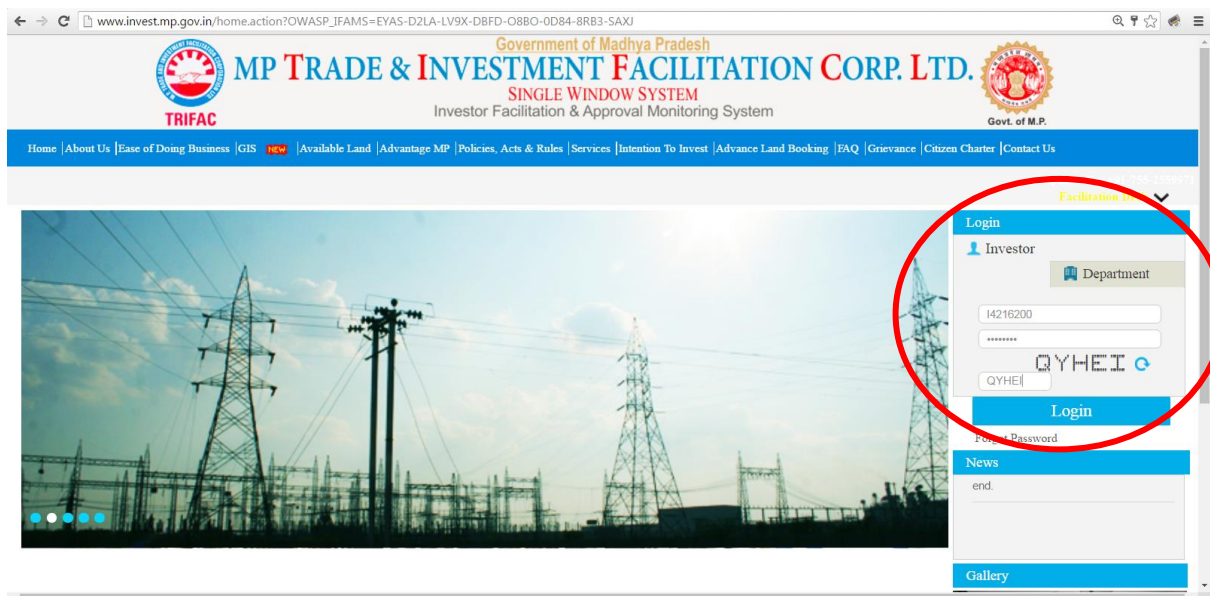 www.invest.mp.gov.in/home.action?OWASP_IFAMS=EYAS-D2LA-LV9X-DBFD-O8BO-0D84-8RB3-SAXJ
Government of Madhya Pradesh
MP TRADE & INVESTMENT FACILITATION CORP. LTD.
SINGLE WINDOW SYSTEM
Investor Facilitation & Approval Monitoring System
TRIFAC
Govt. of M.P.
Home |About Us |Ease of Doing Business |GIS NEW |Available Land |Advantage MP |Policies, Acts & Rules |Services |Intention To Invest |Advance Land Booking |FAQ |Grievance |Citizen Charter |Contact Us
Facilitation
Login
Investor
Department
I4216200
••••••••
QYHEI
QYHEI
Login
Forgot Password
News
end.
Gallery